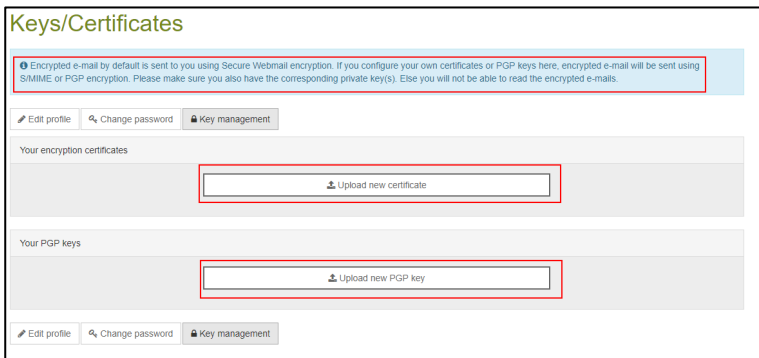 Keys/Certificates
Encrypted e-mail by default is sent to you using Secure Webmail encryption. If you configure your own certificates or PGP keys here, encrypted e-mail will be sent using
S/MIME or PGP encryption. Please make sure you also have the corresponding private key(s). Else you will not be able to read the encrypted e-mails.
Edit profile Change password Key management
Your encryption certificates
Upload new certificate
Your PGP keys
Upload new PGP key
Edit profile Change password Key management